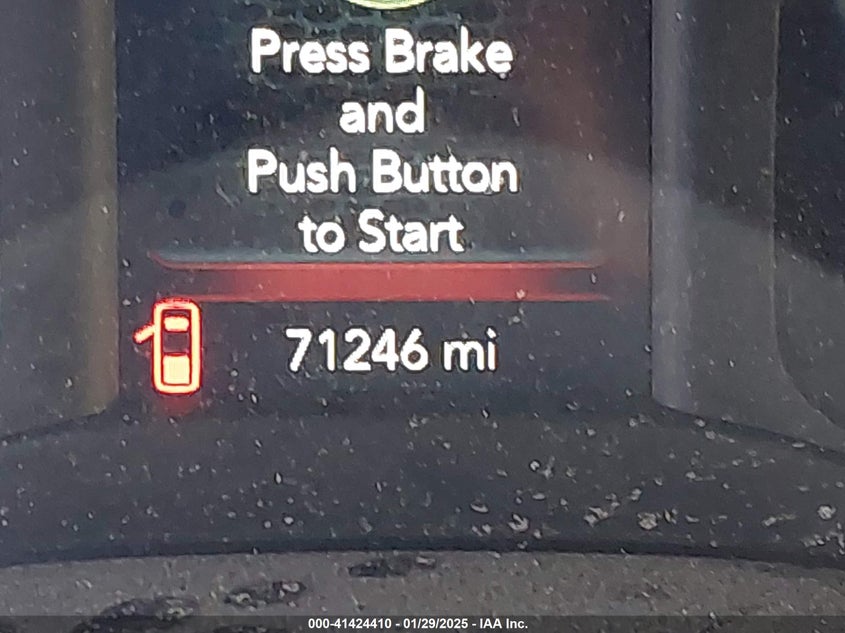 Press Brake
and
Push Button
to Start
71246 mi
000-41424410 - 01/29/2025 - IAA Inc.